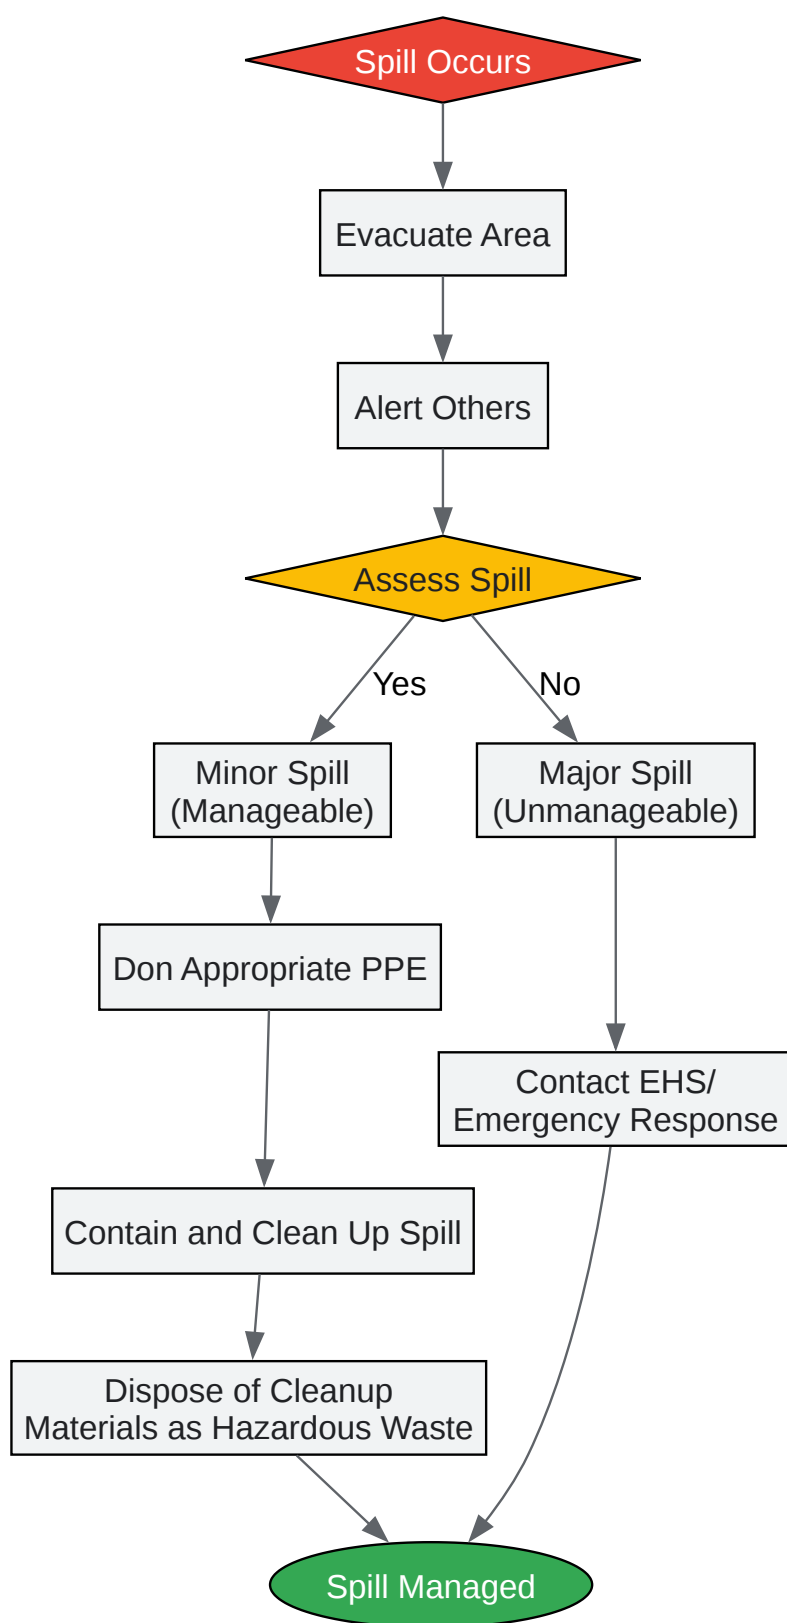 Spill Occurs
Evacuate Area
Alert Others
Assess Spill
Yes
No
Minor Spill
(Manageable)
Major Spill
(Unmanageable)
Don Appropriate PPE
Contact EHS/
Emergency Response
Contain and Clean Up Spill
Dispose of Cleanup
Materials as Hazardous Waste
Spill Managed